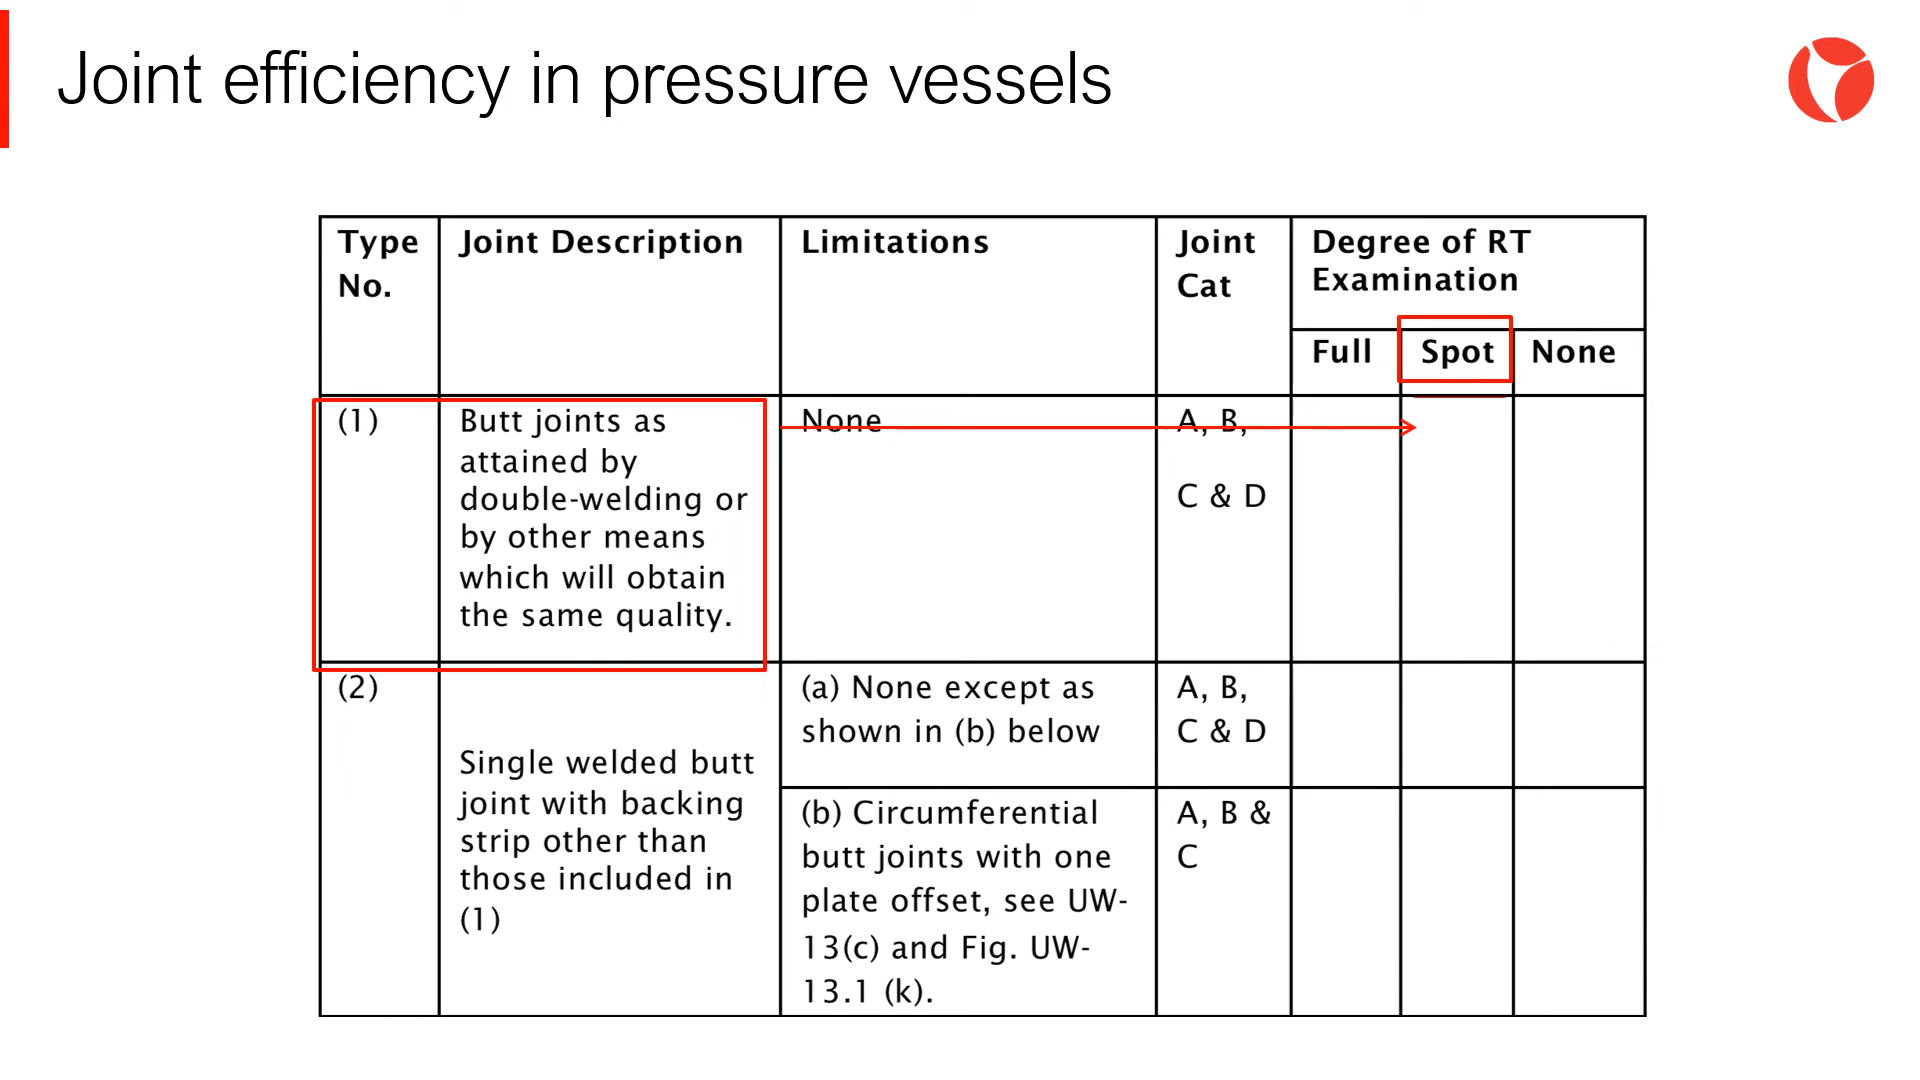 Joint efficiency in pressure vessels
Type No.
Joint Description
Limitations
Joint Cat
Degree of RT Examination
Full
Spot
None
(1)
Butt joints as
attained by
double-welding or
by other means
which will obtain
the same quality.
None
A, B,
C & D
(2)
Single welded butt
joint with backing
strip other than
those included in
(1)
(a) None except as
shown in (b) below
A, B,
C & D
(b) Circumferential
butt joints with one
plate offset, see UW-
13(c) and Fig. UW-
13.1 (k).
A, B &
C